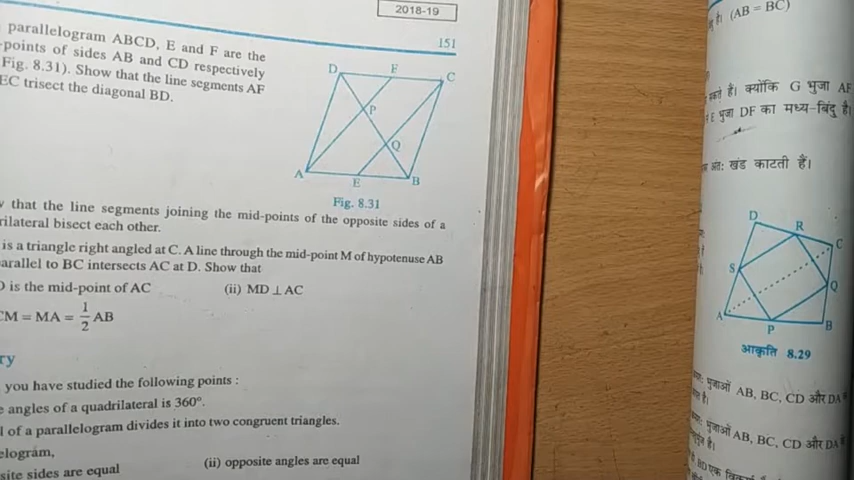 2018-19
151
parallelogram ABCD, E and F are the
-points of sides AB and CD respectively
Fig. 8.31). Show that the line segments AF
EC trisect the diagonal BD.
D F C
P
Q
A E B
Fig. 8.31
that the line segments joining the mid-points of the opposite sides of a
rilateral bisect each other.
is a triangle right angled at C. A line through the mid-point M of hypotenuse AB
arallel to BC intersects AC at D. Show that
D is the mid-point of AC (ii) MD ⊥ AC
CM = MA = 1/2 AB
ry
you have studied the following points :
angles of a quadrilateral is 360°.
l of a parallelogram divides it into two congruent triangles.
elogram,
site sides are equal (ii) opposite angles are equal
है। (AB = BC)
सकते हैं। क्योंकि G भुजा AF
E भुजा DF का मध्य-बिंदु है।
अंत: खंड काटती हैं।
D R C
S Q
A P B
आकृति 8.29
भुजाओं AB, BC, CD और DA के
भुजाओं AB, BC, CD और DA के
BD एक